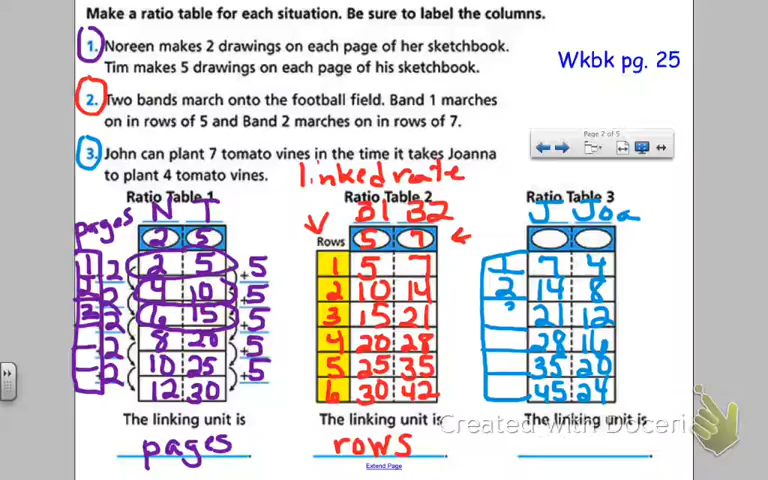 Make a ratio table for each situation. Be sure to label the columns.
1. Noreen makes 2 drawings on each page of her sketchbook.
Tim makes 5 drawings on each page of his sketchbook.
Wkbk pg. 25
2. Two bands march onto the football field. Band 1 marches
on in rows of 5 and Band 2 marches on in rows of 7.
Page 2 of 5
3. John can plant 7 tomato vines in the time it takes Joanna
to plant 4 tomato vines.
linked rate
Ratio Table 1 Ratio Table 2 Ratio Table 3
pages N T B1 B2 J Joa
2 5 Rows 5 7
1 2 2 5 +5 1 5 7 1 7 4
2 2 4 10 +5 2 10 14 2 14 8
3 2 6 15 +5 3 15 21 21 12
2 8 20 +5 4 20 28 28 16
2 10 25 +5 5 25 35 35 20
12 30 6 30 42 45 24
The linking unit is The linking unit is The linking unit is
Created with Doceri
pages rows
Extend Page